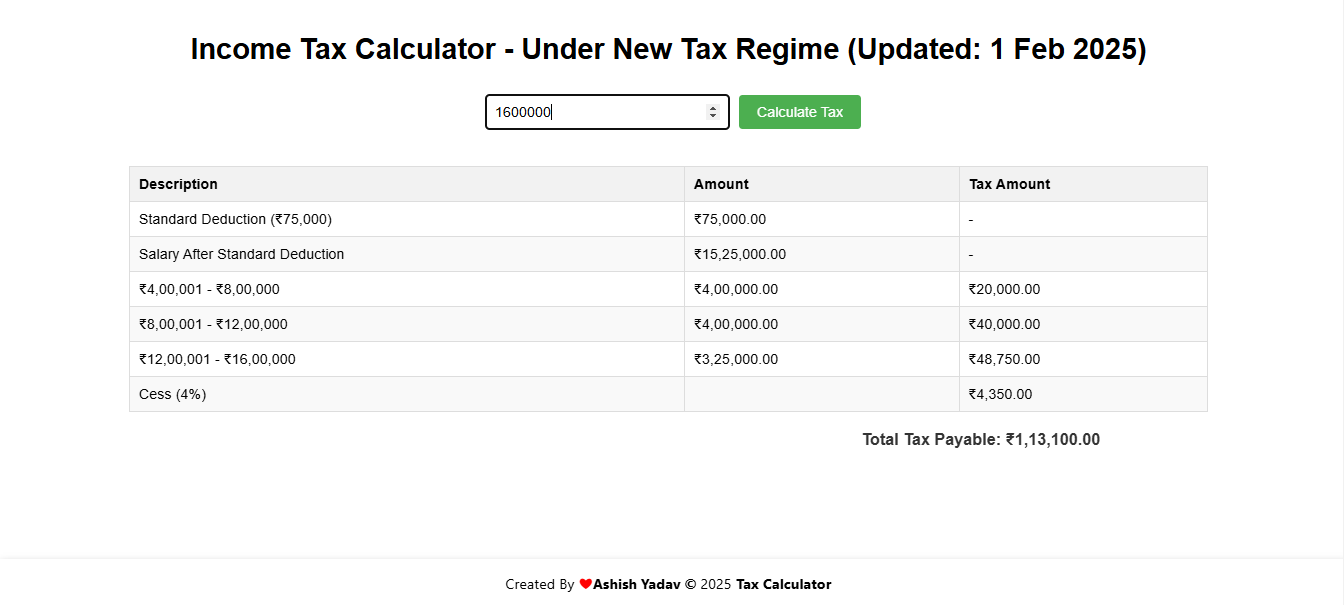 Income Tax Calculator - Under New Tax Regime (Updated: 1 Feb 2025)
1600000 Calculate Tax
Description Amount Tax Amount
Standard Deduction (₹75,000) ₹75,000.00 -
Salary After Standard Deduction ₹15,25,000.00 -
₹4,00,001 - ₹8,00,000 ₹4,00,000.00 ₹20,000.00
₹8,00,001 - ₹12,00,000 ₹4,00,000.00 ₹40,000.00
₹12,00,001 - ₹16,00,000 ₹3,25,000.00 ₹48,750.00
Cess (4%) ₹4,350.00
Total Tax Payable: ₹1,13,100.00
Created By ❤Ashish Yadav © 2025 Tax Calculator